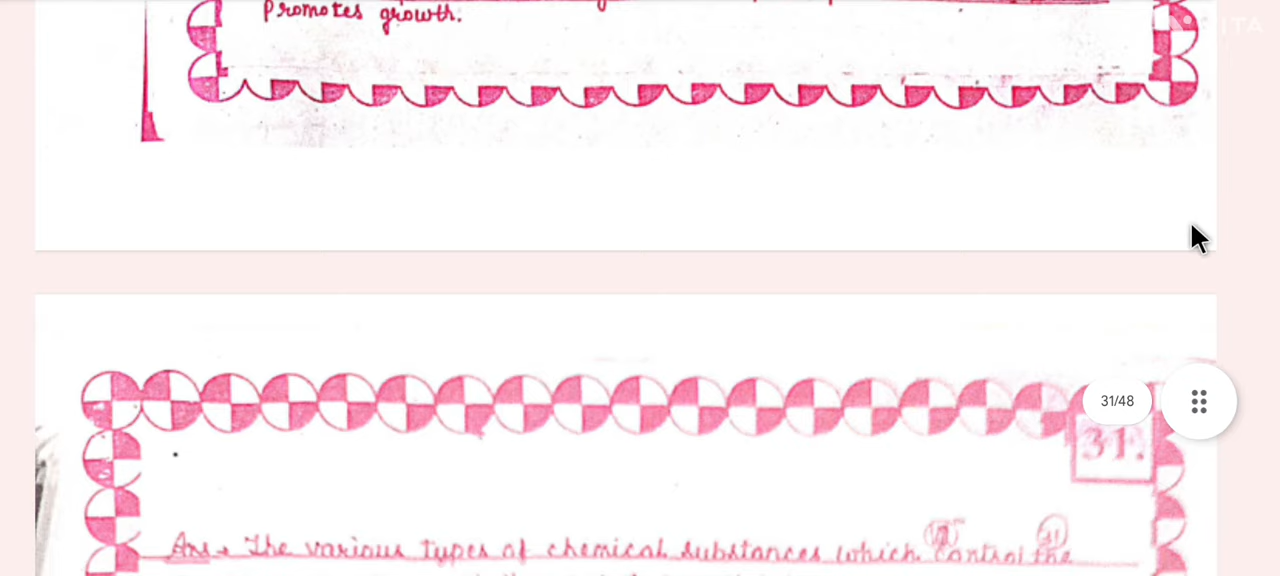 Promotes growth.
31/48
31.
Ans → The various types of chemical substances which control the